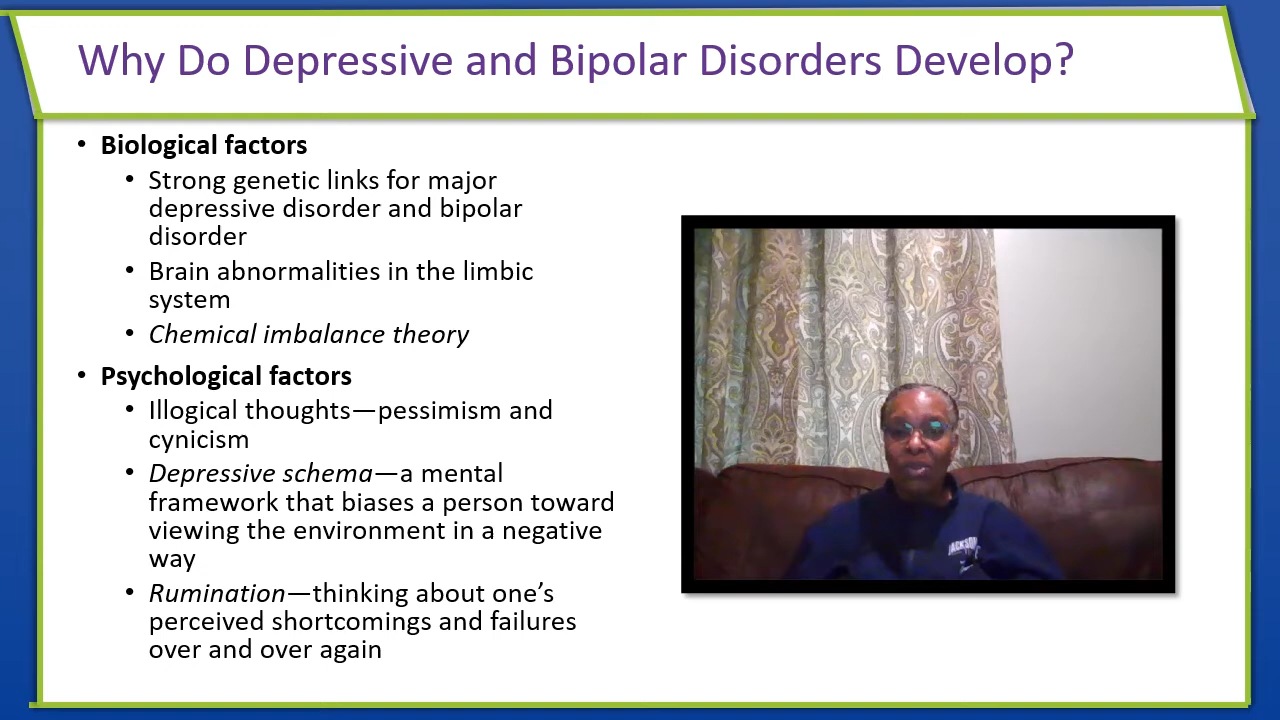 Why Do Depressive and Bipolar Disorders Develop?
• Biological factors
• Strong genetic links for major
depressive disorder and bipolar
disorder
• Brain abnormalities in the limbic
system
• Chemical imbalance theory
• Psychological factors
• Illogical thoughts—pessimism and
cynicism
• Depressive schema—a mental
framework that biases a person toward
viewing the environment in a negative
way
• Rumination—thinking about one’s
perceived shortcomings and failures
over and over again